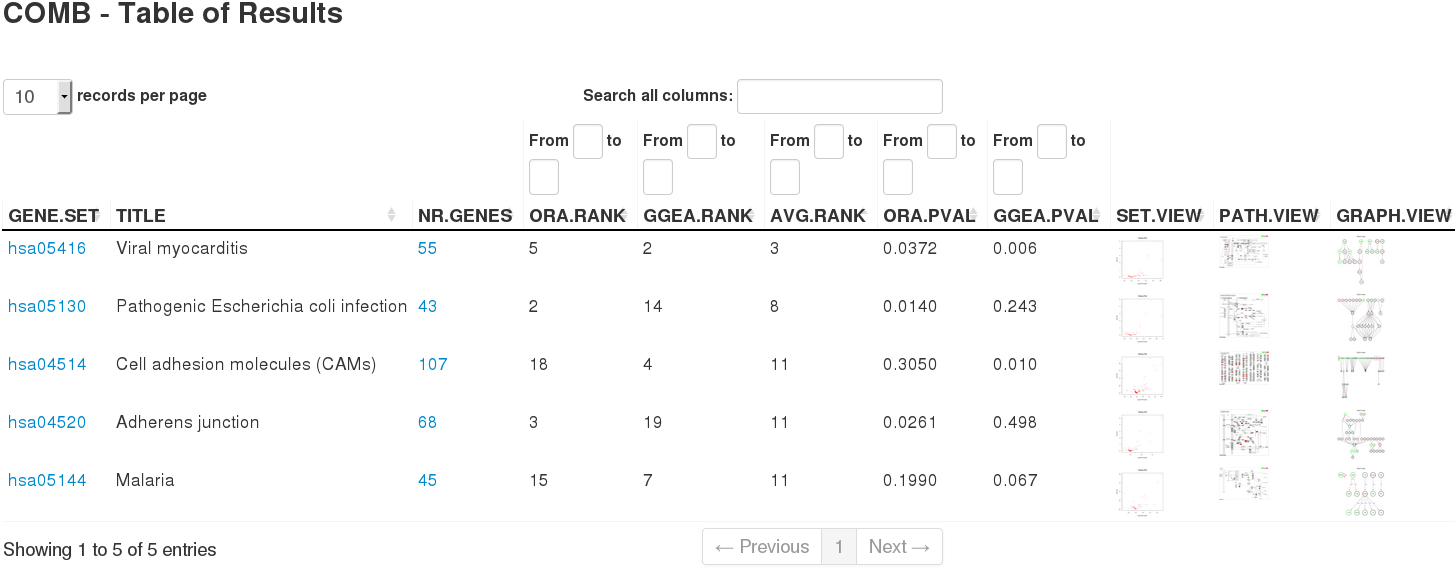 COMB - Table of Results
10 records per page Search all columns:
From to From to From to From to From to
GENE.SET TITLE NR.GENES ORA.RANK GGEA.RANK AVG.RANK ORA.PVAL GGEA.PVAL SET.VIEW PATH.VIEW GRAPH.VIEW
hsa05416 Viral myocarditis 55 5 2 3 0.0372 0.006
hsa05130 Pathogenic Escherichia coli infection 43 2 14 8 0.0140 0.243
hsa04514 Cell adhesion molecules (CAMs) 107 18 4 11 0.3050 0.010
hsa04520 Adherens junction 68 3 19 11 0.0261 0.498
hsa05144 Malaria 45 15 7 11 0.1990 0.067
Showing 1 to 5 of 5 entries ← Previous 1 Next →